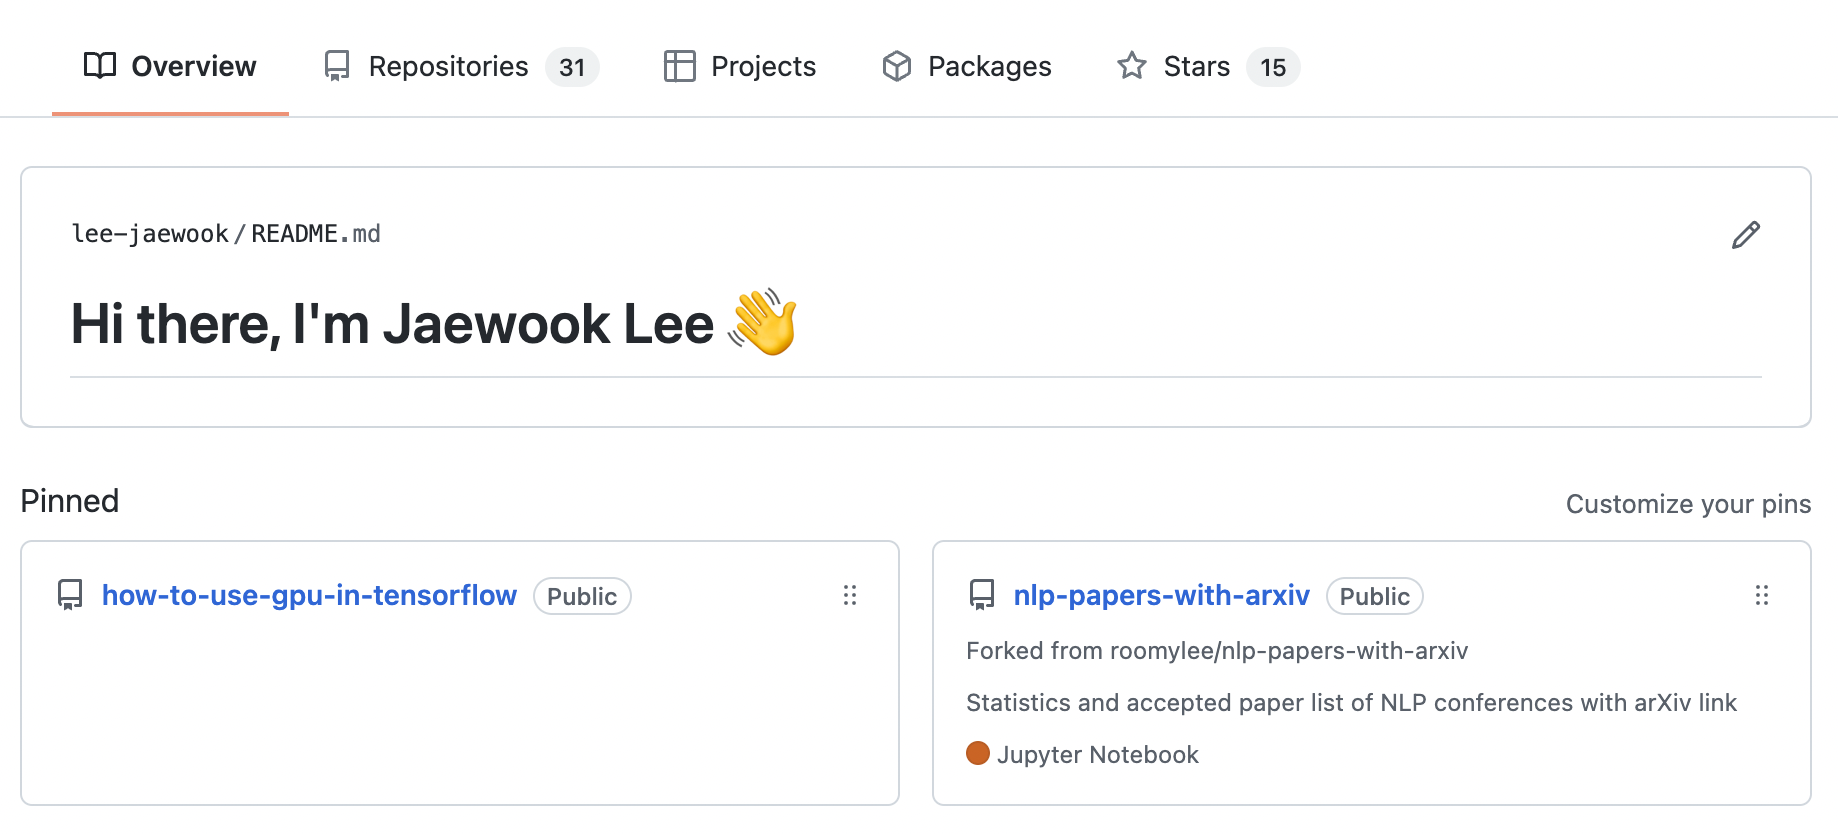 Overview Repositories 31 Projects Packages Stars 15
lee-jaewook/README.md
Hi there, I'm Jaewook Lee 👋
Pinned
Customize your pins
how-to-use-gpu-in-tensorflow Public
nlp-papers-with-arxiv Public
Forked from roomylee/nlp-papers-with-arxiv
Statistics and accepted paper list of NLP conferences with arXiv link
Jupyter Notebook